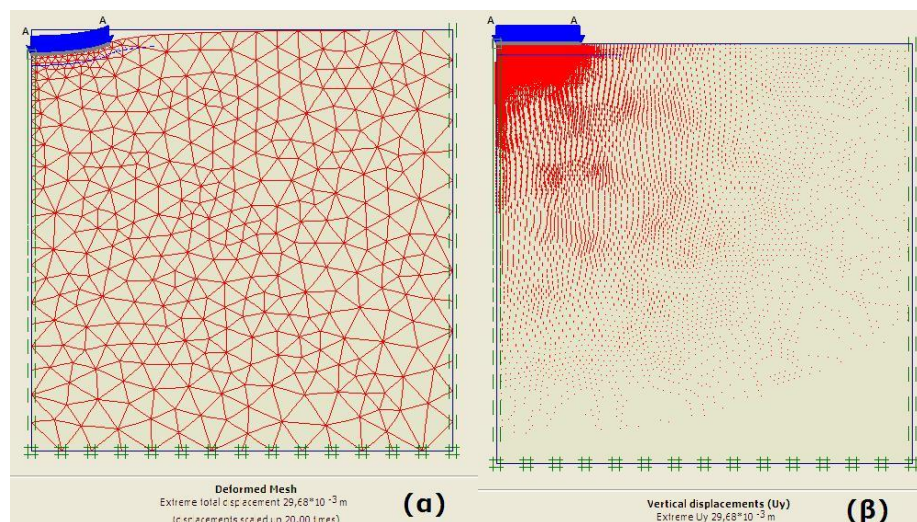 A
A
A
A
Deformed Mesh
Extreme total displacement 29,68*10 -3 m
(displacements scaled up 20,00 times)
(α)
Vertical displacements (Uy)
Extreme Uy 29,68*10 -3 m
(β)